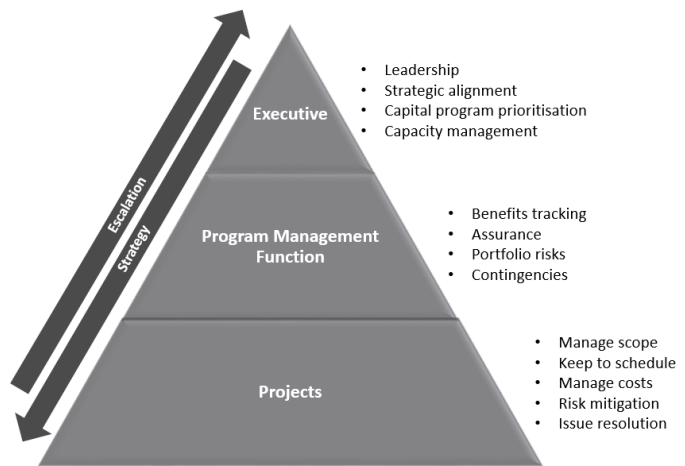 Escalation
Strategy
Executive
• Leadership
• Strategic alignment
• Capital program prioritisation
• Capacity management
Program Management
Function
• Benefits tracking
• Assurance
• Portfolio risks
• Contingencies
Projects
• Manage scope
• Keep to schedule
• Manage costs
• Risk mitigation
• Issue resolution